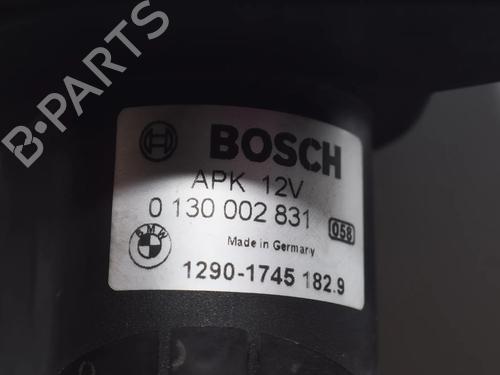 B-PARTS
BOSCH
APK 12V
0 130 002 831 058
BMW
Made in Germany
1290-1745 182.9